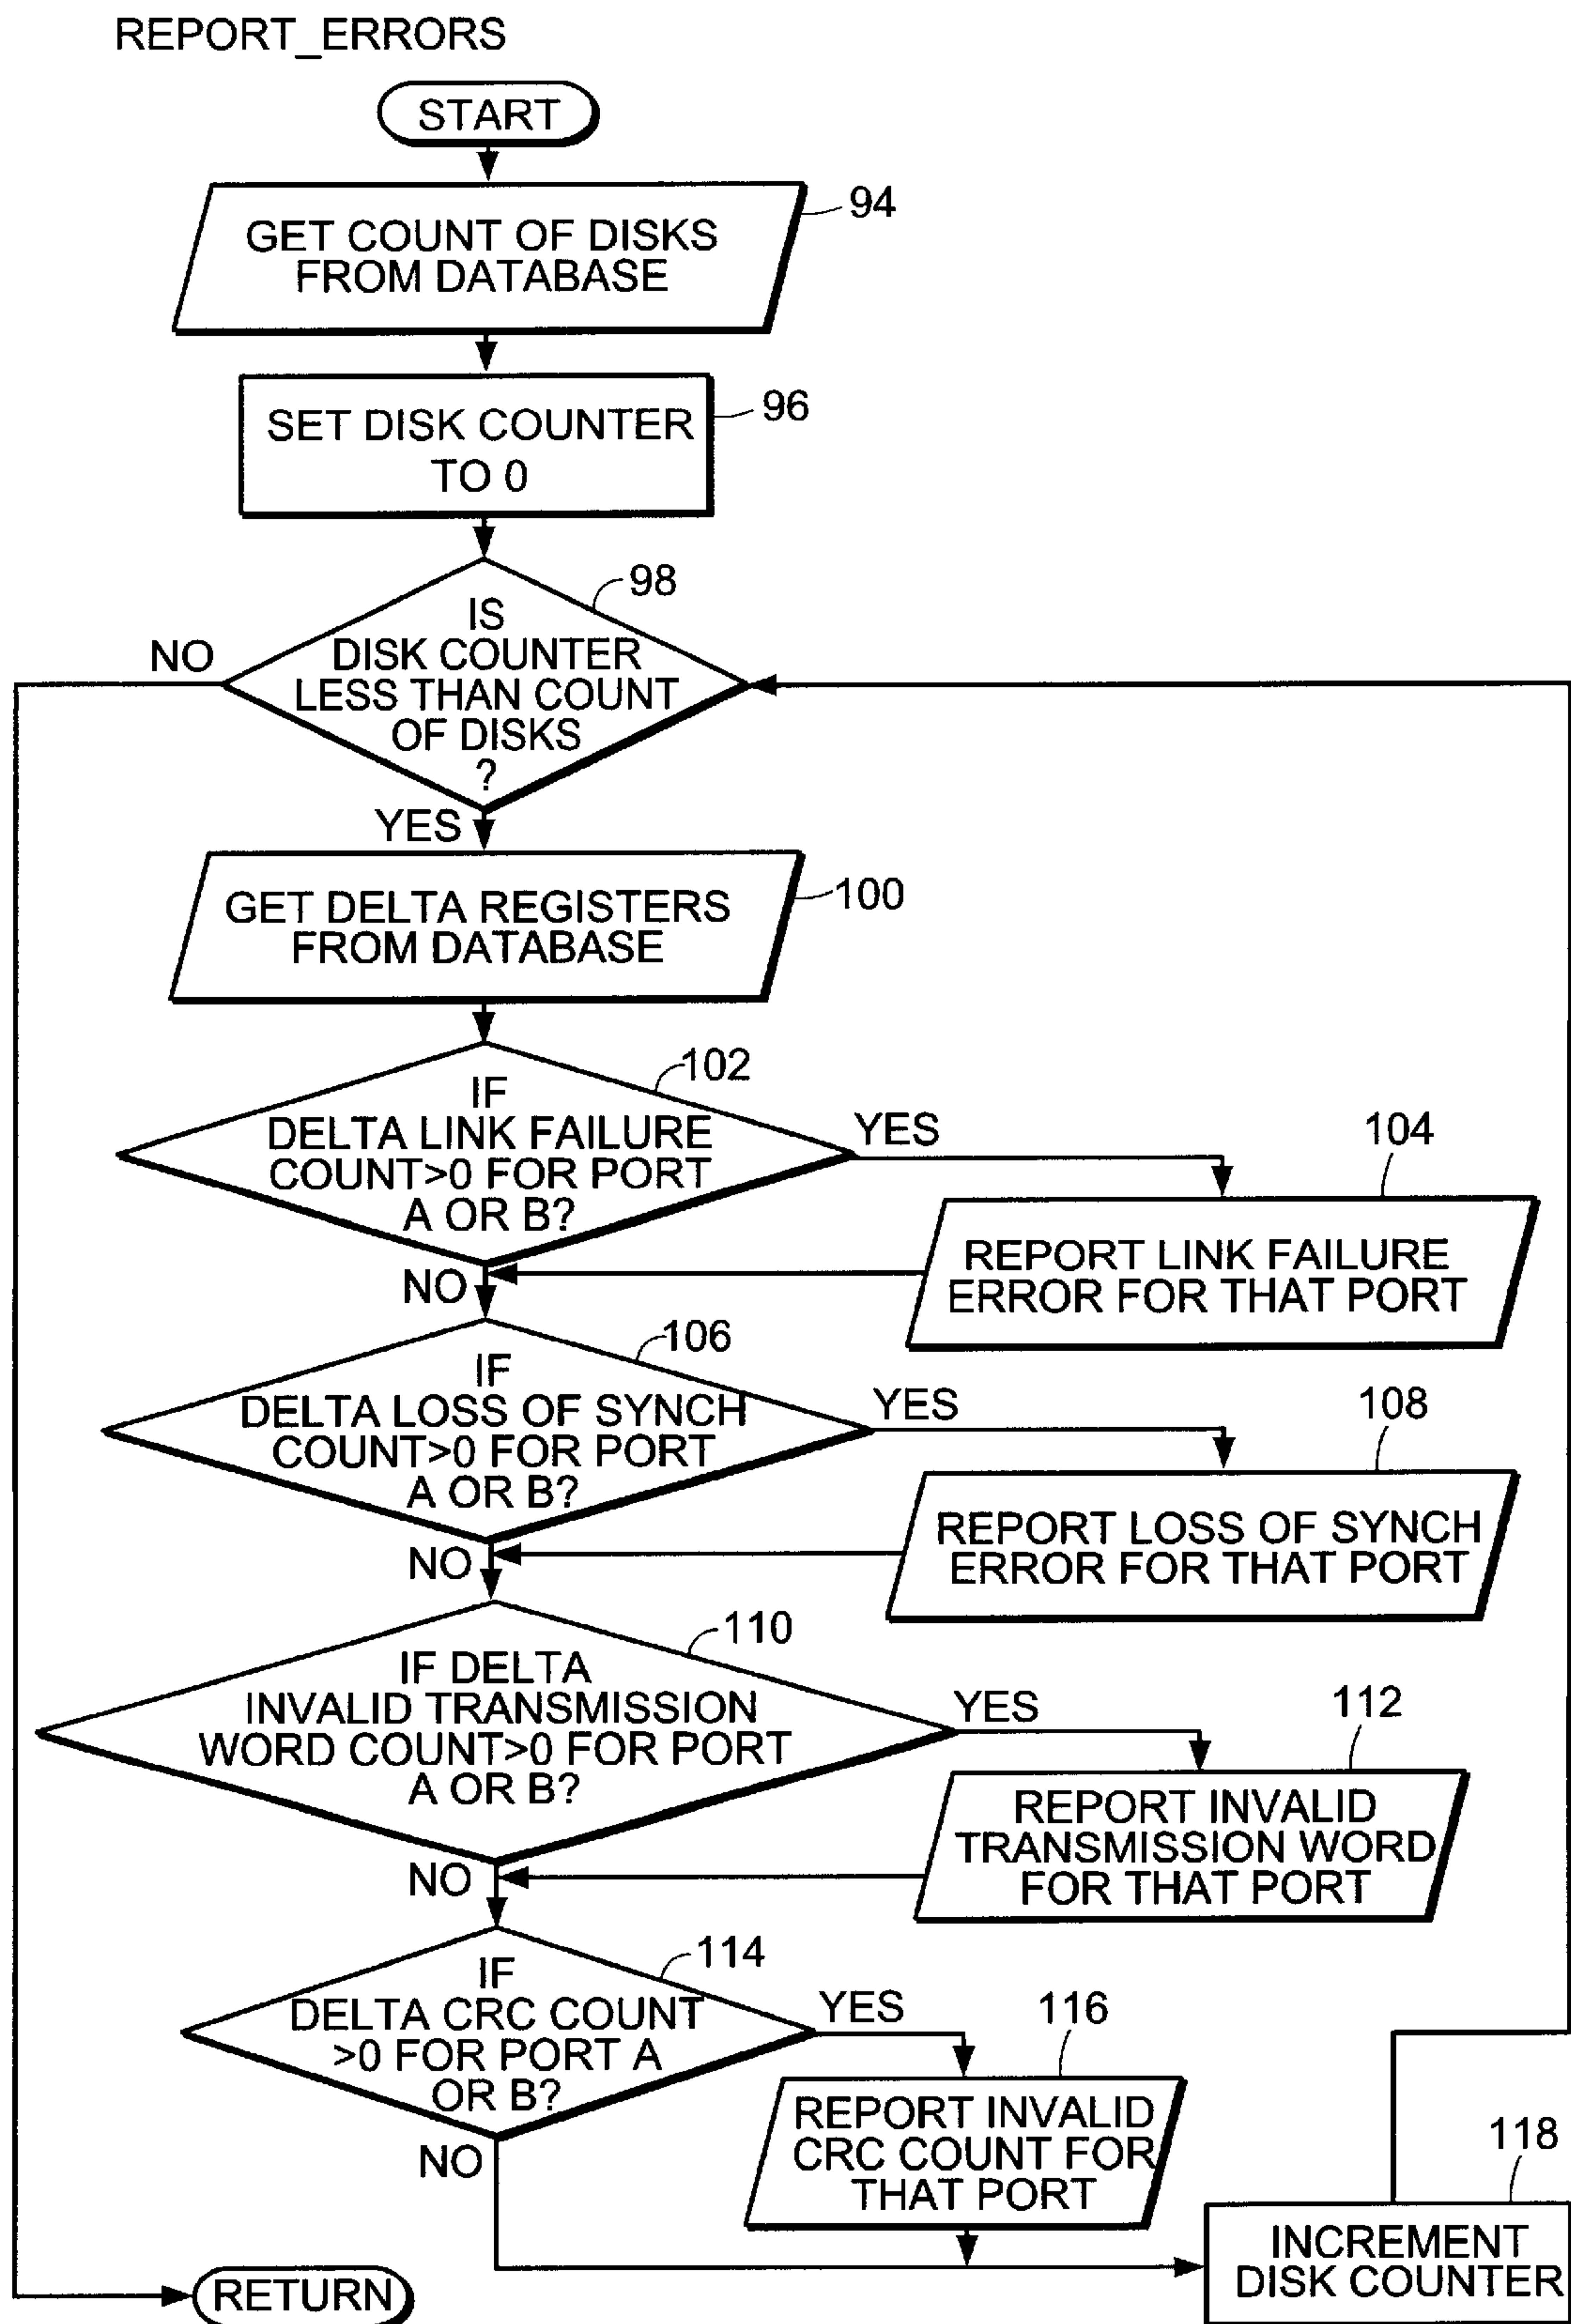 REPORT_ERRORS
START
94
GET COUNT OF DISKS
FROM DATABASE
96
SET DISK COUNTER
TO 0
98
IS
DISK COUNTER
LESS THAN COUNT
OF DISKS
?
NO
YES
100
GET DELTA REGISTERS
FROM DATABASE
102
IF
DELTA LINK FAILURE
COUNT>0 FOR PORT
A OR B?
YES
104
REPORT LINK FAILURE
ERROR FOR THAT PORT
NO
106
IF
DELTA LOSS OF SYNCH
COUNT>0 FOR PORT
A OR B?
YES
108
REPORT LOSS OF SYNCH
ERROR FOR THAT PORT
NO
110
IF DELTA
INVALID TRANSMISSION
WORD COUNT>0 FOR PORT
A OR B?
YES
112
REPORT INVALID
TRANSMISSION WORD
FOR THAT PORT
NO
114
IF
DELTA CRC COUNT
>0 FOR PORT A
OR B?
YES
116
REPORT INVALID
CRC COUNT FOR
THAT PORT
NO
118
INCREMENT
DISK COUNTER
RETURN